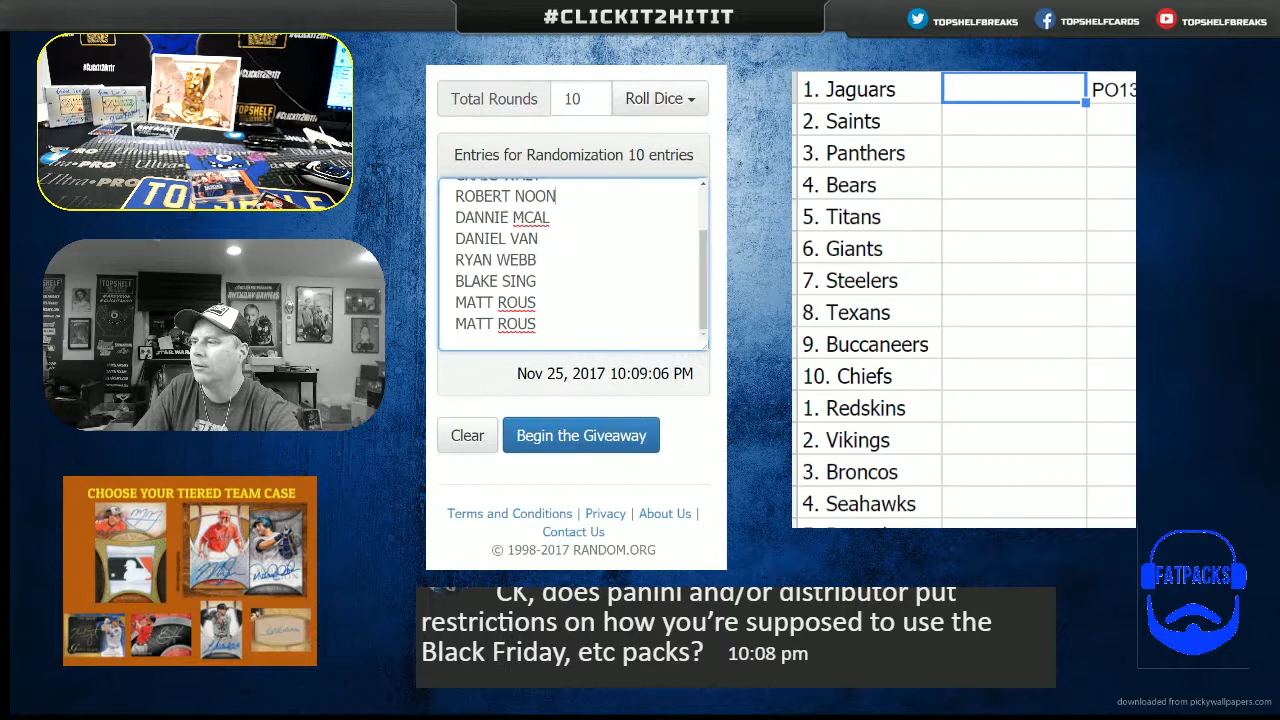 #CLICKIT2HITIT
TOPSHELFBREAKS
TOPSHELFCARDS
TOPSHELFBREAKS
Total Rounds
10
Roll Dice
Entries for Randomization 10 entries
ROBERT NOON
DANNIE MCAL
DANIEL VAN
RYAN WEBB
BLAKE SING
MATT ROUS
MATT ROUS
Nov 25, 2017 10:09:06 PM
Clear
Begin the Giveaway
Terms and Conditions | Privacy | About Us |
Contact Us
© 1998-2017 RANDOM.ORG
1. Jaguars
PO13
2. Saints
3. Panthers
4. Bears
5. Titans
6. Giants
7. Steelers
8. Texans
9. Buccaneers
10. Chiefs
1. Redskins
2. Vikings
3. Broncos
4. Seahawks
CHOOSE YOUR TIERED TEAM CASE
CK, does panini and/or distributor put
restrictions on how you're supposed to use the
Black Friday, etc packs? 10:08 pm
FATPACKS
downloaded from pickywallpapers.com